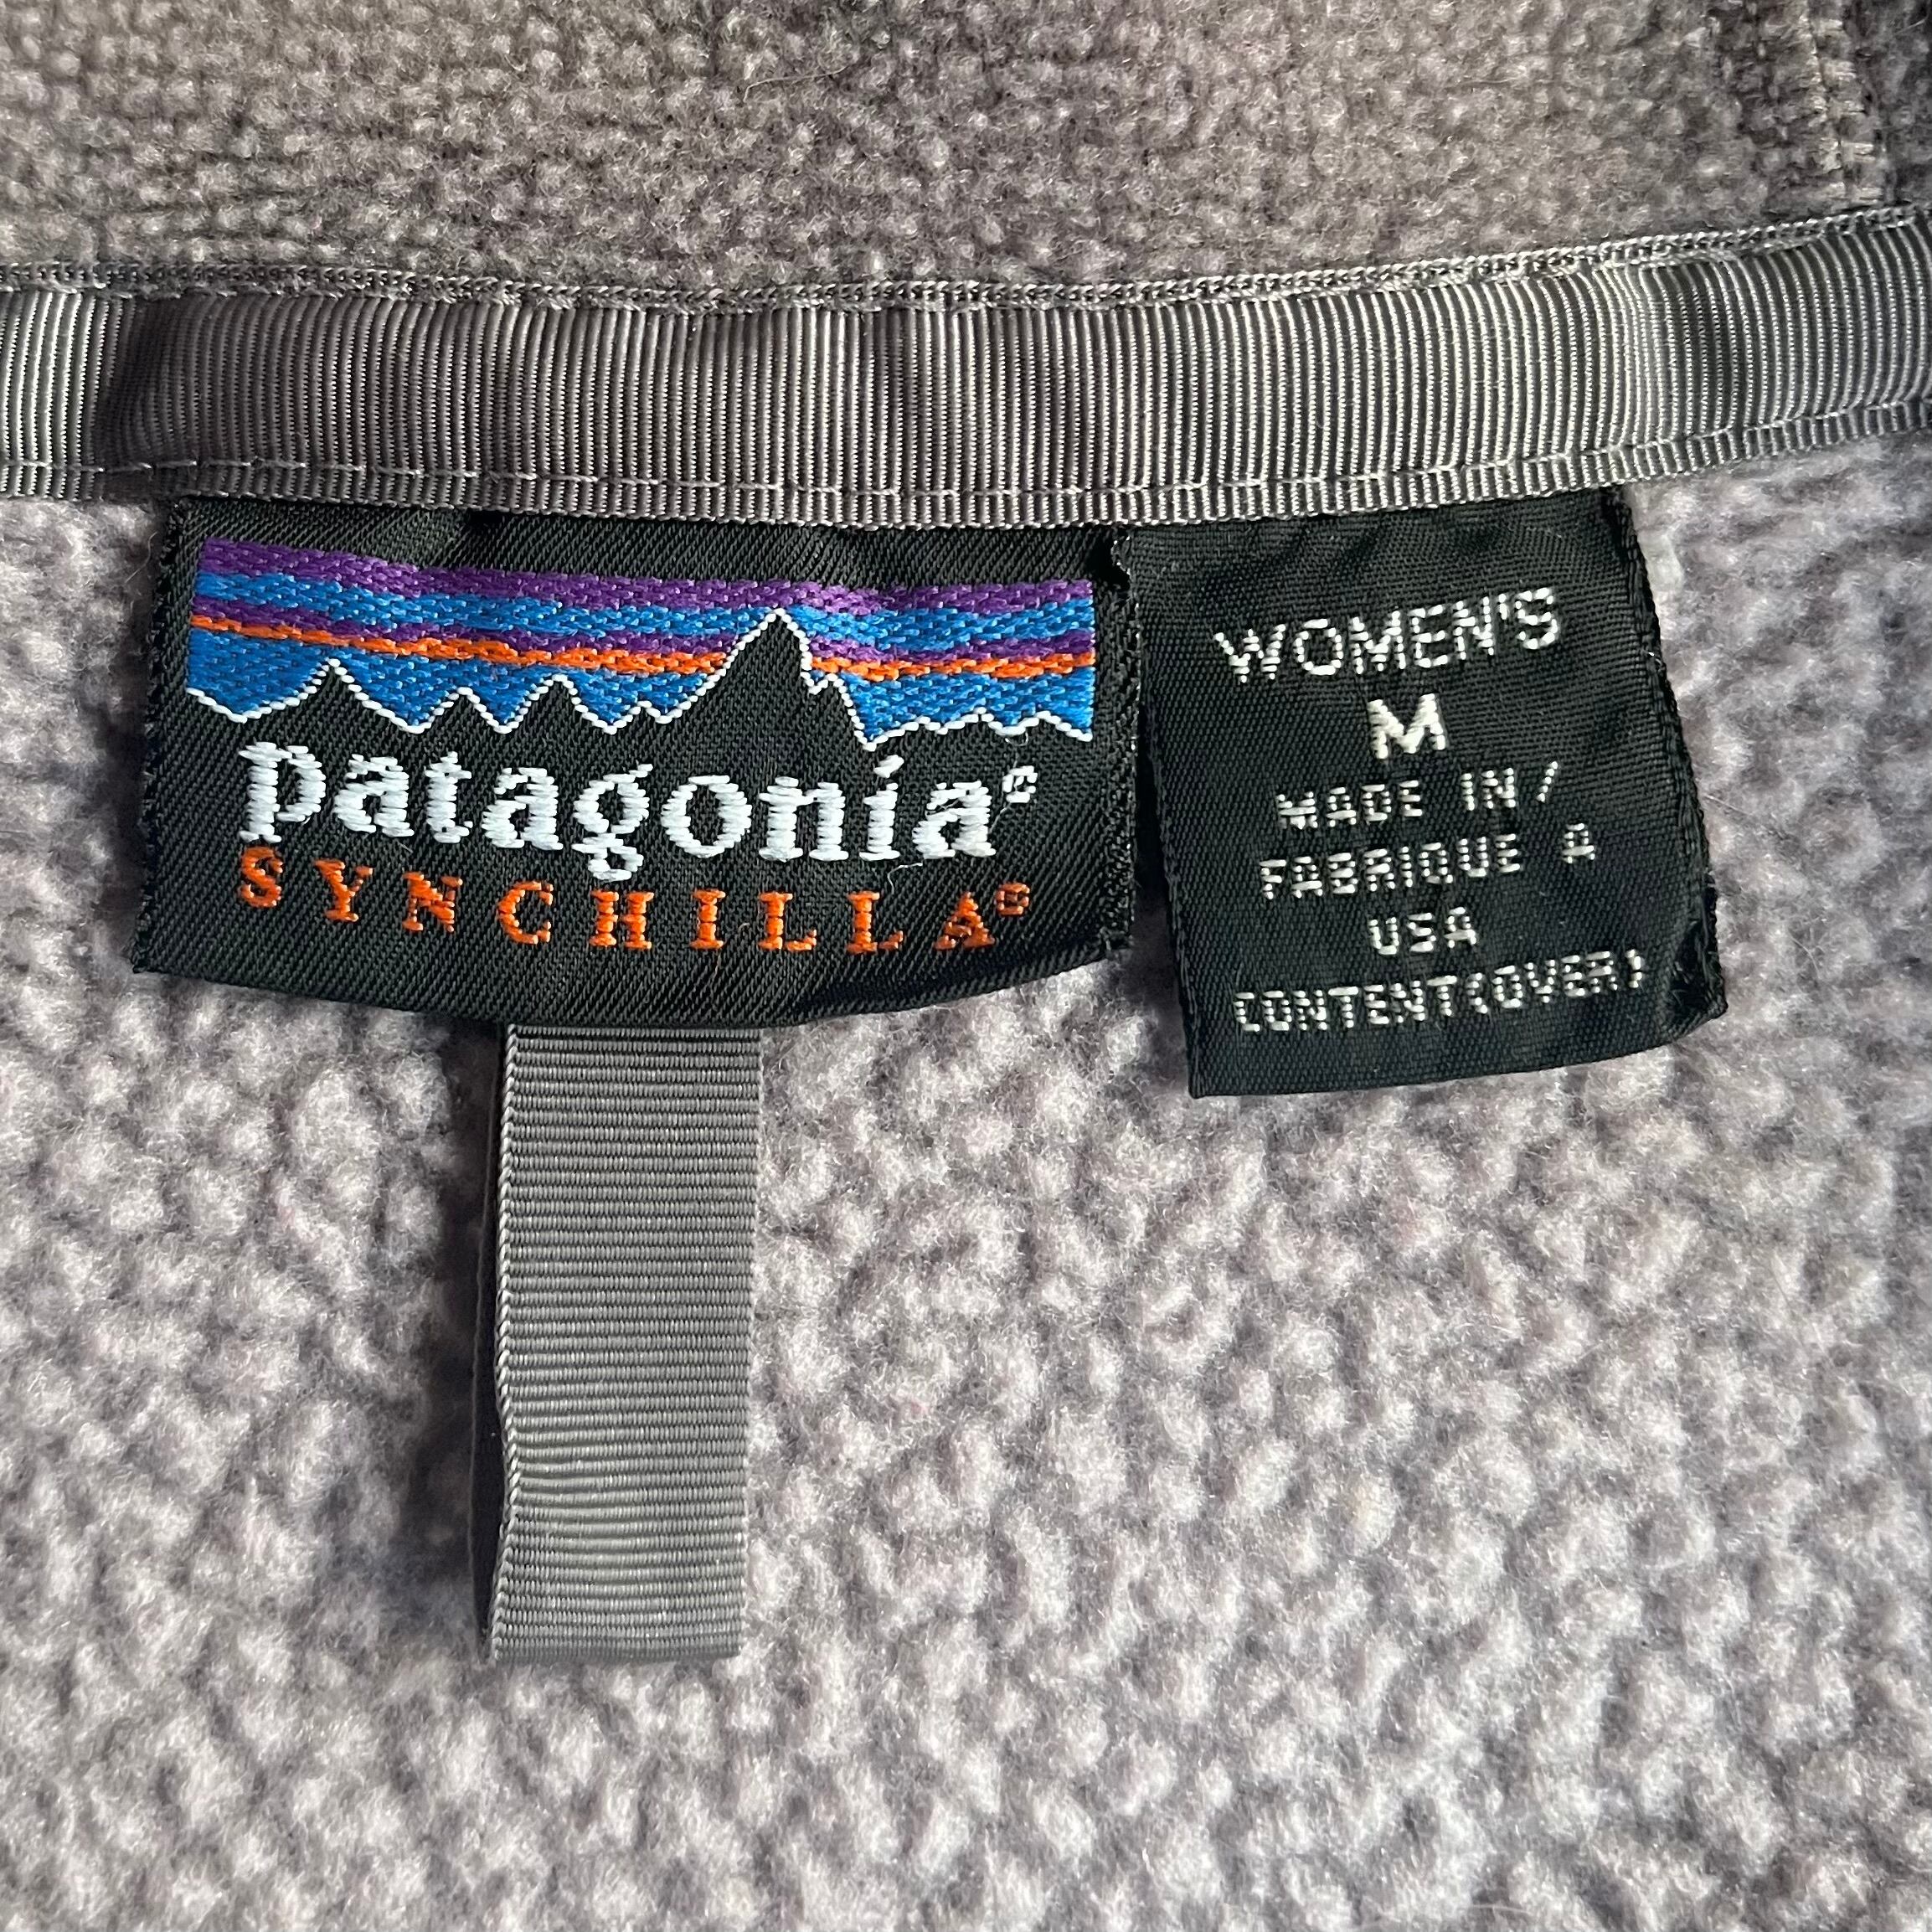 patagonia®
SYNCHILLA®
WOMEN'S
M
MADE IN/
FABRIQUE A
USA
CONTENT(OVER)